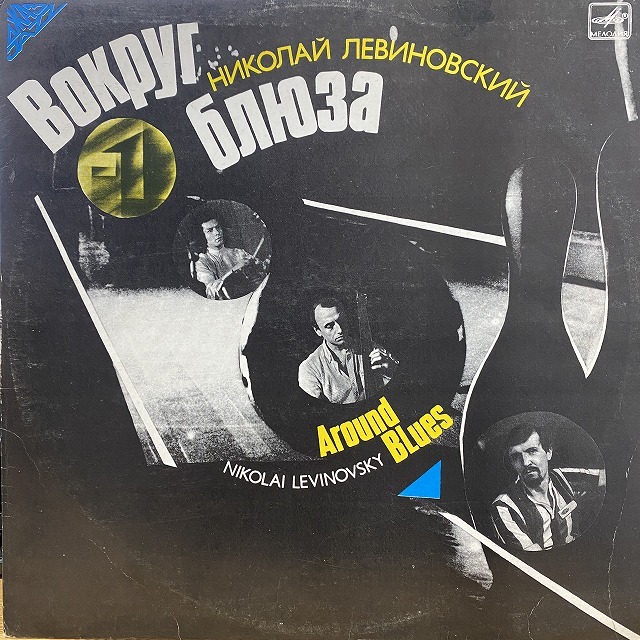 Вокруг
блюза
НИКОЛАЙ ЛЕВИНОВСКИЙ
МЕЛОДИЯ
Around
BLues
NIKOLAI LEVINOVSKY